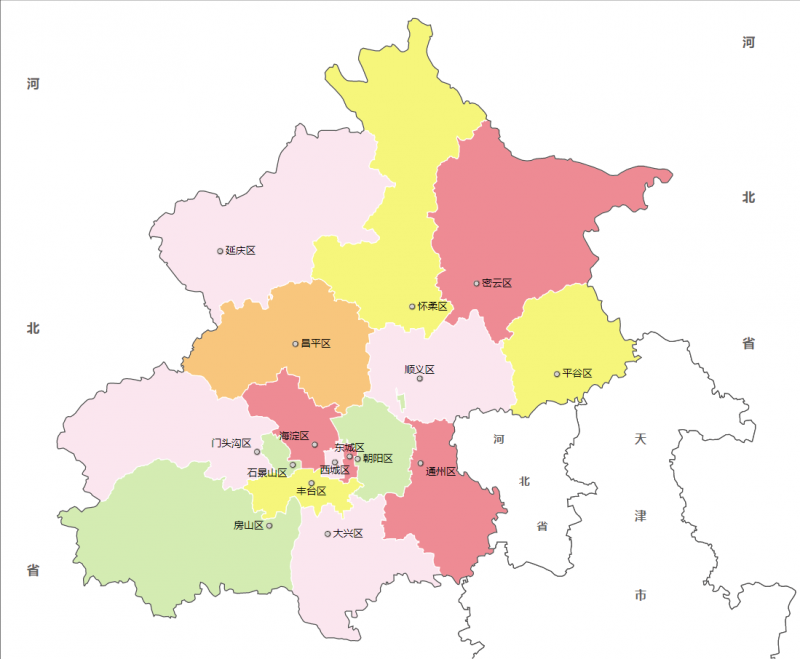 河
河
北
延庆区
密云区
怀柔区
北
昌平区
省
顺义区
平谷区
海淀区
门头沟区
东城区
朝阳区
河
天
石景山区
西城区
通州区
北
丰台区
津
房山区
大兴区
省
省
市